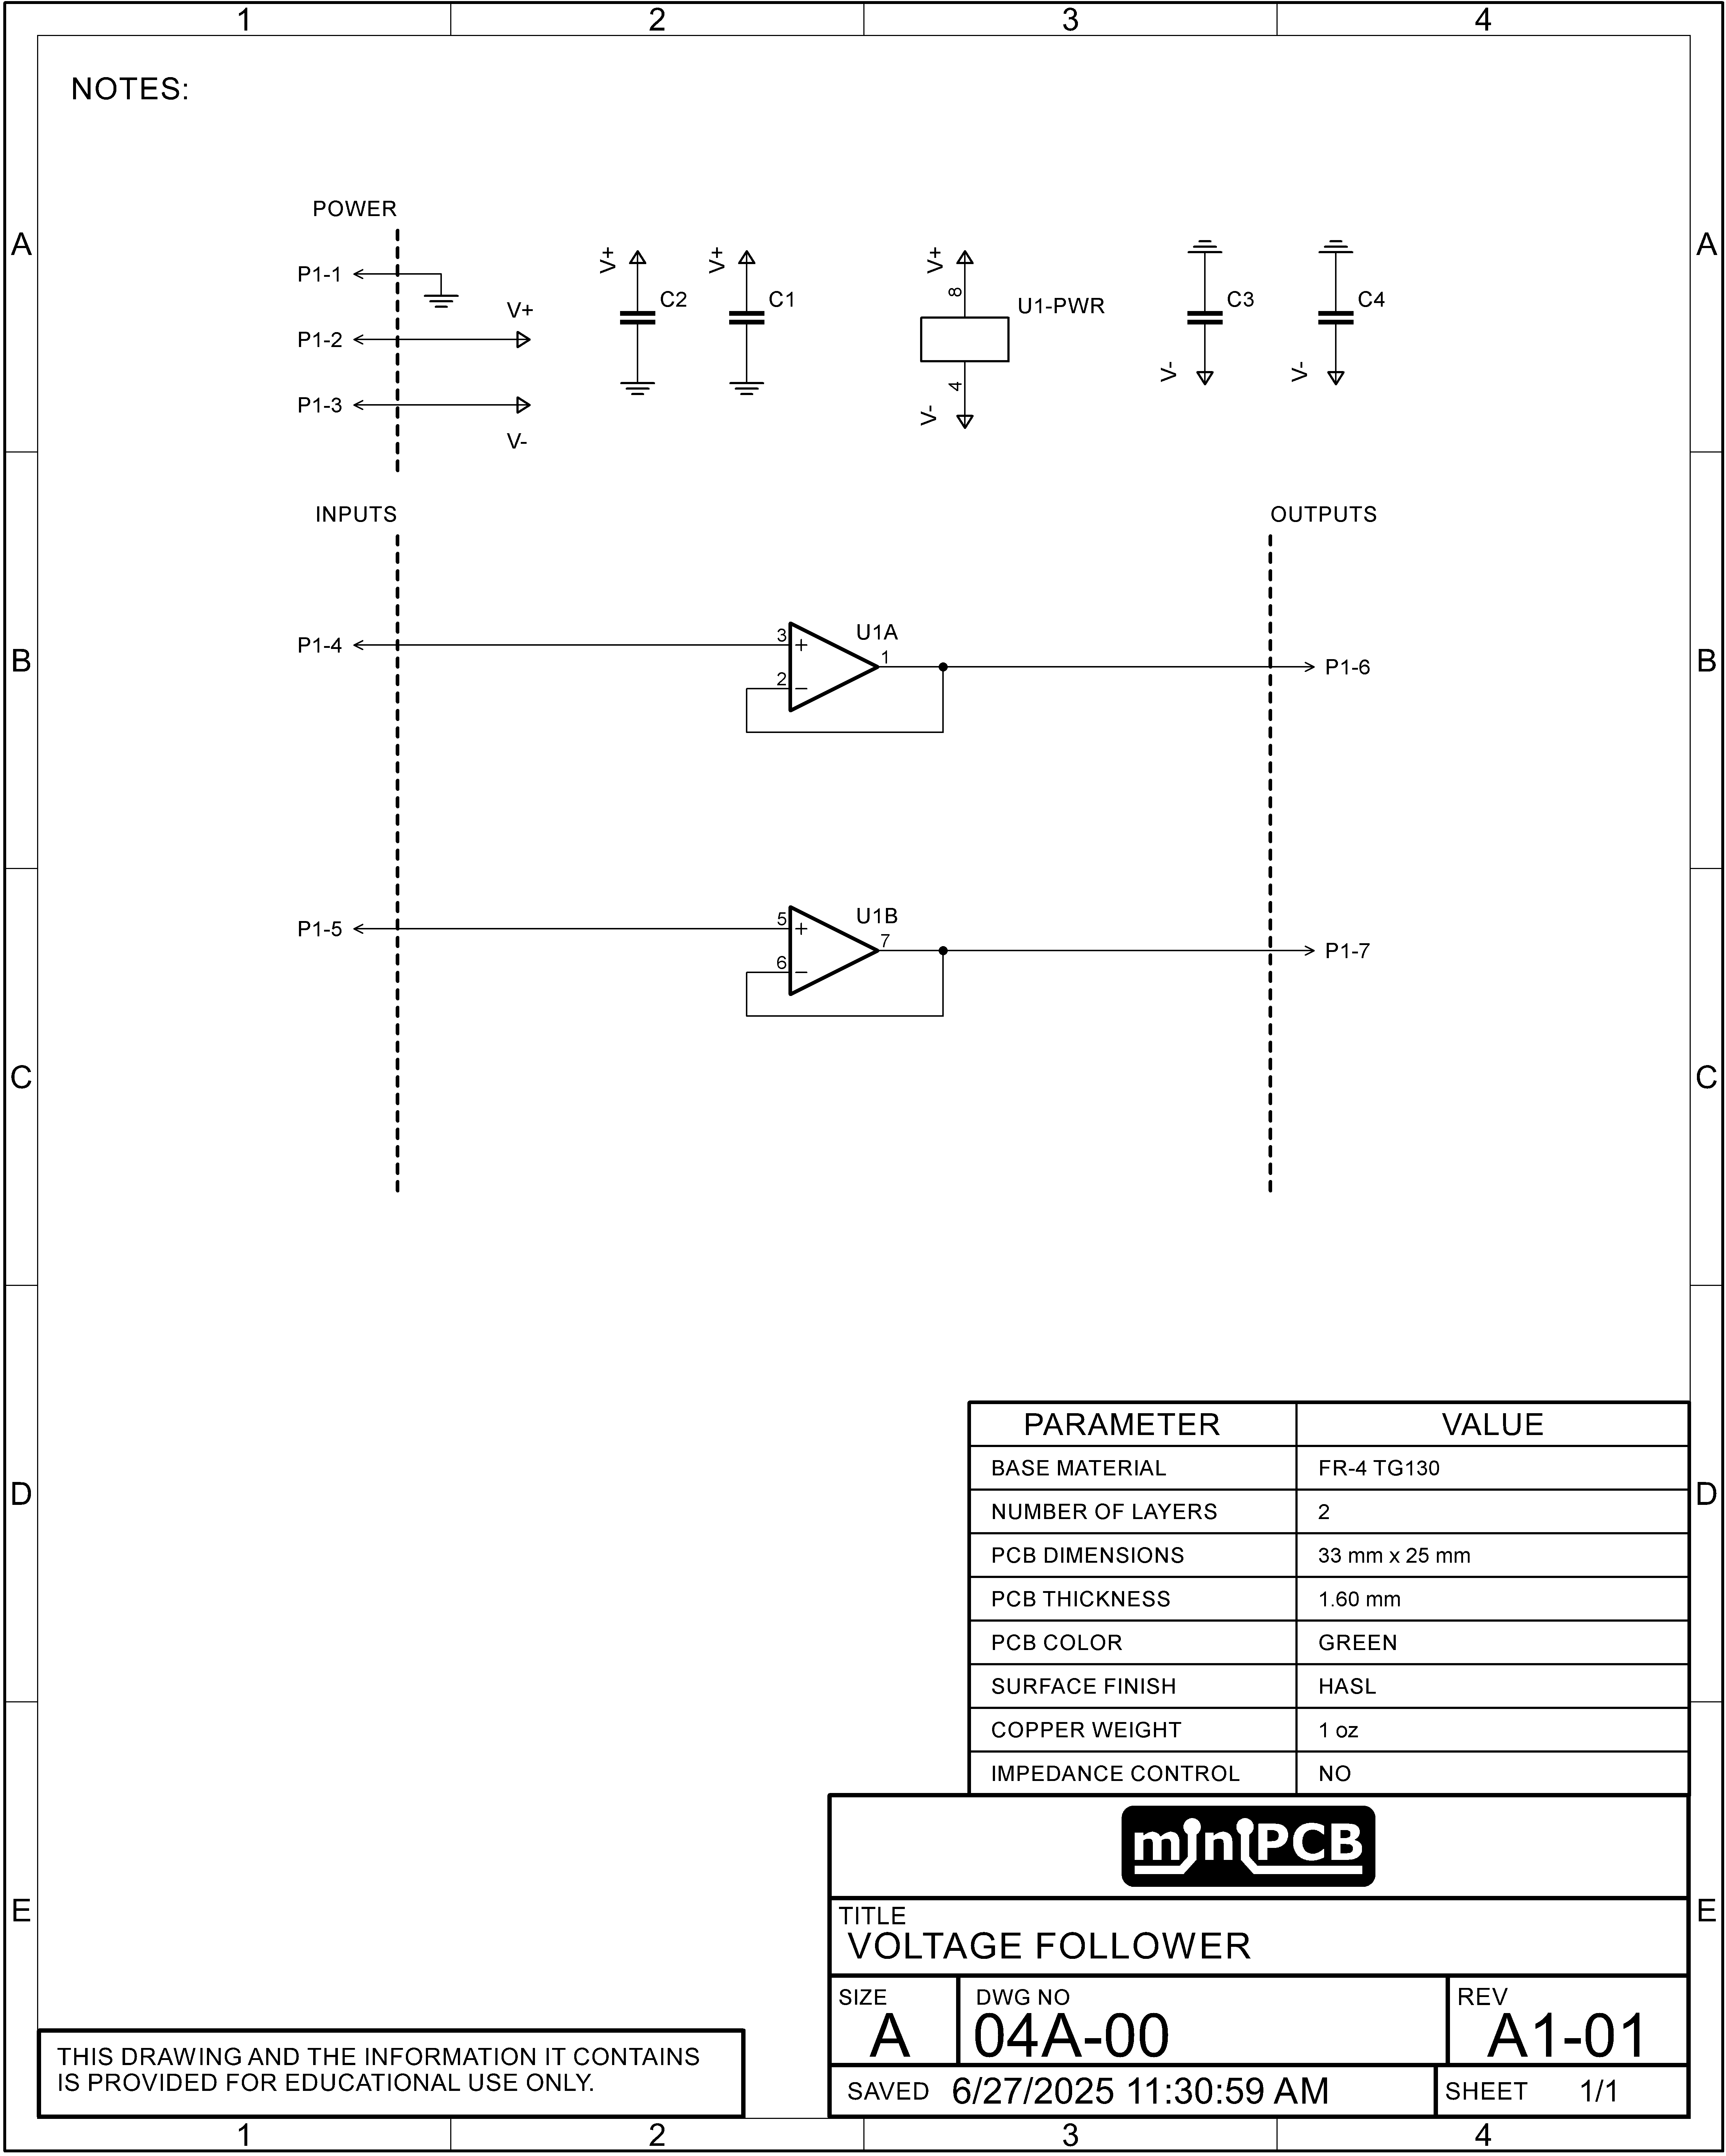 1 2 3 4
NOTES:
A A
POWER
P1-1
P1-2
P1-3
V+
V-
V+ C2
V+ C1
V+ 8 U1-PWR
4 V-
C3 V-
C4 V-
INPUTS OUTPUTS
B B
P1-4 3 + U1A 1 P1-6
2 −
C C
P1-5 5 + U1B 7 P1-7
6 −
D D
PARAMETER VALUE
BASE MATERIAL FR-4 TG130
NUMBER OF LAYERS 2
PCB DIMENSIONS 33 mm x 25 mm
PCB THICKNESS 1.60 mm
PCB COLOR GREEN
SURFACE FINISH HASL
COPPER WEIGHT 1 oz
IMPEDANCE CONTROL NO
E E
miniPCB
TITLE
VOLTAGE FOLLOWER
SIZE DWG NO REV
A 04A-00 A1-01
SAVED 6/27/2025 11:30:59 AM SHEET 1/1
THIS DRAWING AND THE INFORMATION IT CONTAINS
IS PROVIDED FOR EDUCATIONAL USE ONLY.
1 2 3 4